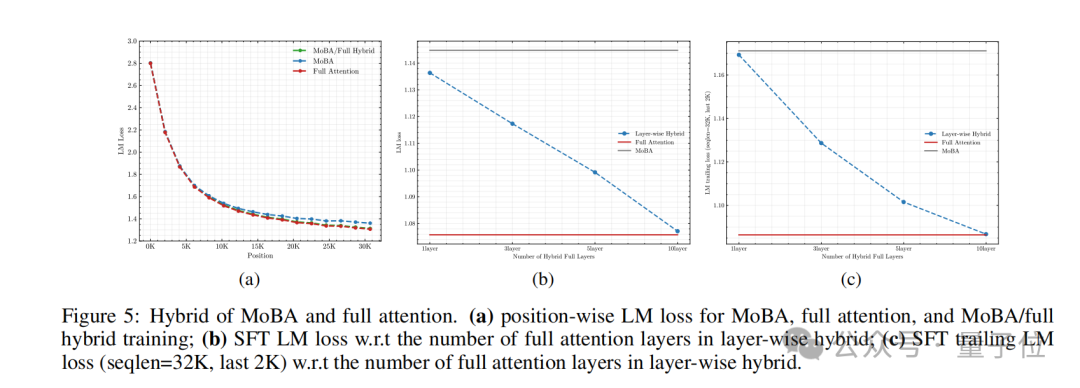 3.0
2.8
2.6
2.4
2.2
2.0
1.8
1.6
1.4
1.2
LM Loss
0K 5K 10K 15K 20K 25K 30K
Position
MoBA/Full Hybrid
MoBA
Full Attention
(a)
1.14
1.13
1.12
1.11
1.10
1.09
1.08
LM loss
1layer 3layer 5layer 10layer
Number of Hybrid Full Layers
Layer-wise Hybrid
Full Attention
MoBA
(b)
1.16
1.14
1.12
1.10
LM trailing loss (seqlen=32K, last 2K)
1layer 3layer 5layer 10layer
Number of Hybrid Full Layers
Layer-wise Hybrid
Full Attention
MoBA
(c)
Figure 5: Hybrid of MoBA and full attention. (a) position-wise LM loss for MoBA, full attention, and MoBA/full
hybrid training; (b) SFT LM loss w.r.t the number of full attention layers in layer-wise hybrid; (c) SFT trailing LM
loss (seqlen=32K, last 2K) w.r.t the number of full attention layers in layer-wise hybrid.
公众号 · 量子位